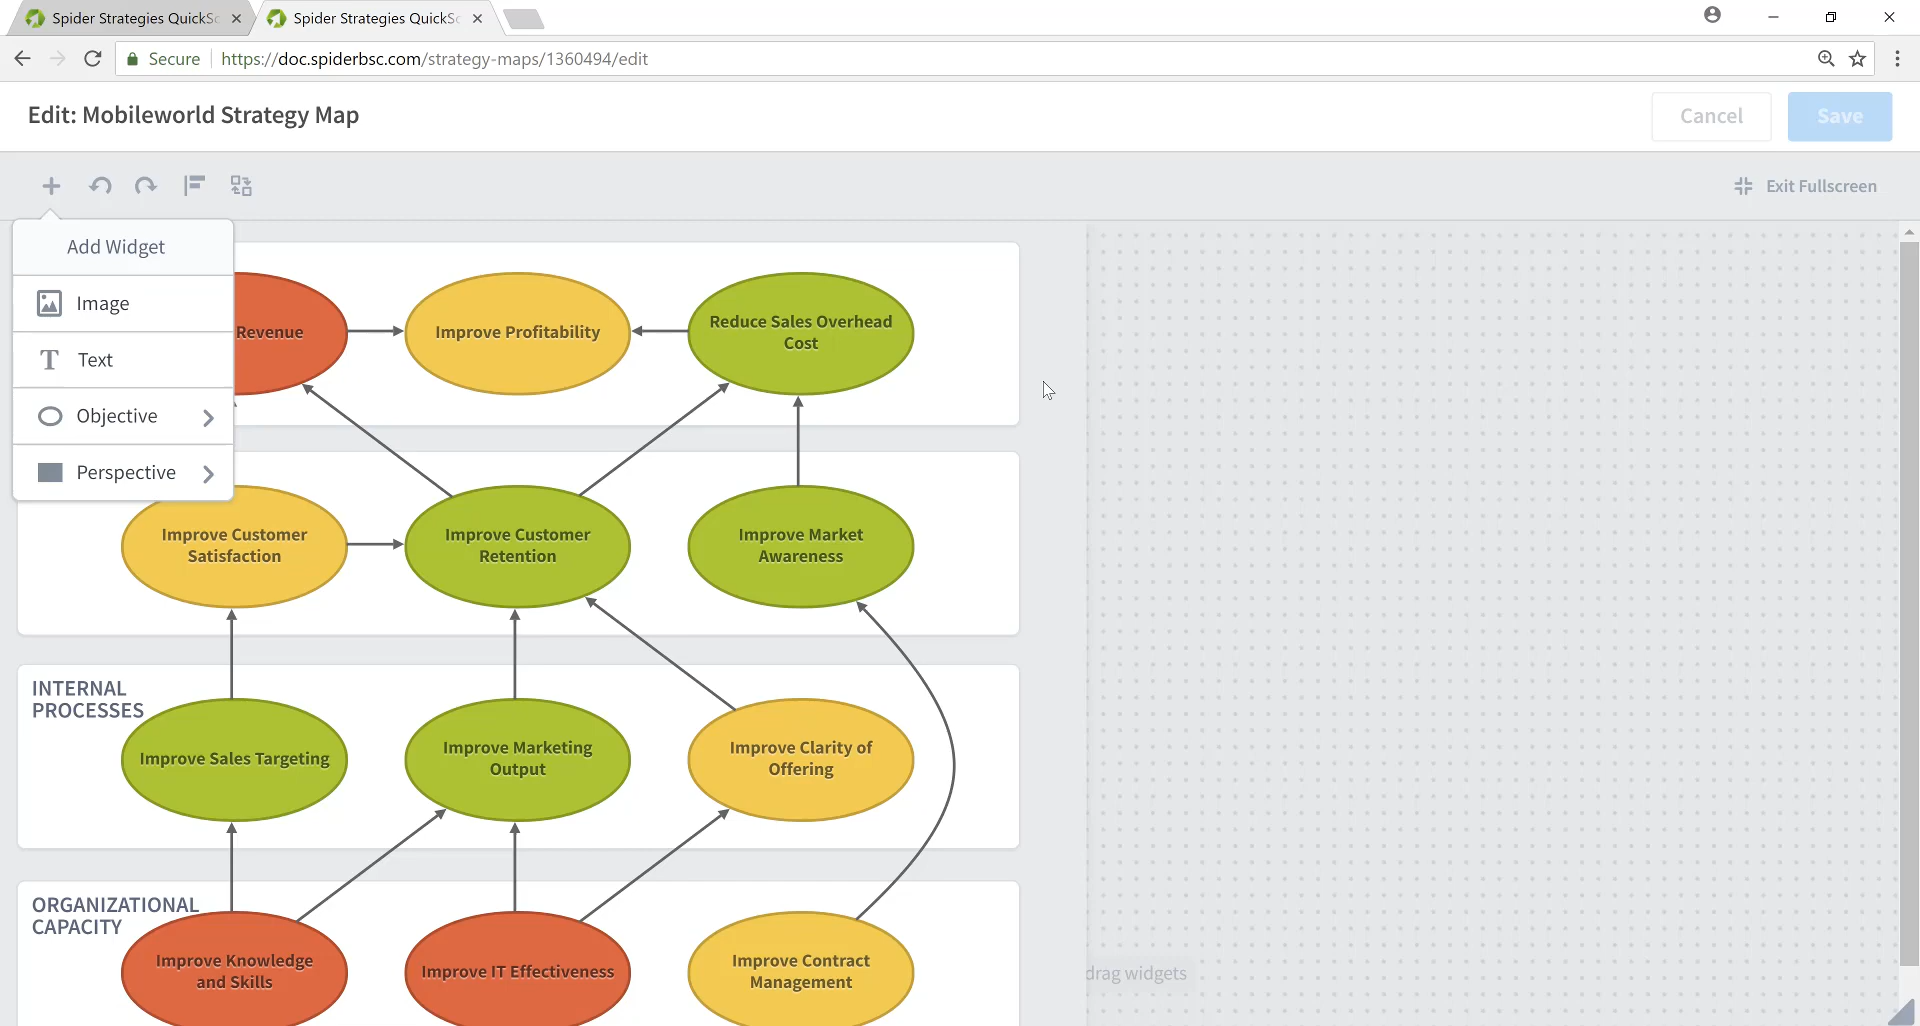 Spider Strategies QuickSc
Spider Strategies QuickSc
Secure
https://doc.spiderbsc.com/strategy-maps/1360494/edit
Edit: Mobileworld Strategy Map
Cancel
Save
Exit Fullscreen
Add Widget
Image
T Text
Objective
Perspective
Revenue
Improve Profitability
Reduce Sales Overhead
Cost
Improve Customer
Satisfaction
Improve Customer
Retention
Improve Market
Awareness
INTERNAL
PROCESSES
Improve Sales Targeting
Improve Marketing
Output
Improve Clarity of
Offering
ORGANIZATIONAL
CAPACITY
Improve Knowledge
and Skills
Improve IT Effectiveness
Improve Contract
Management
drag widgets